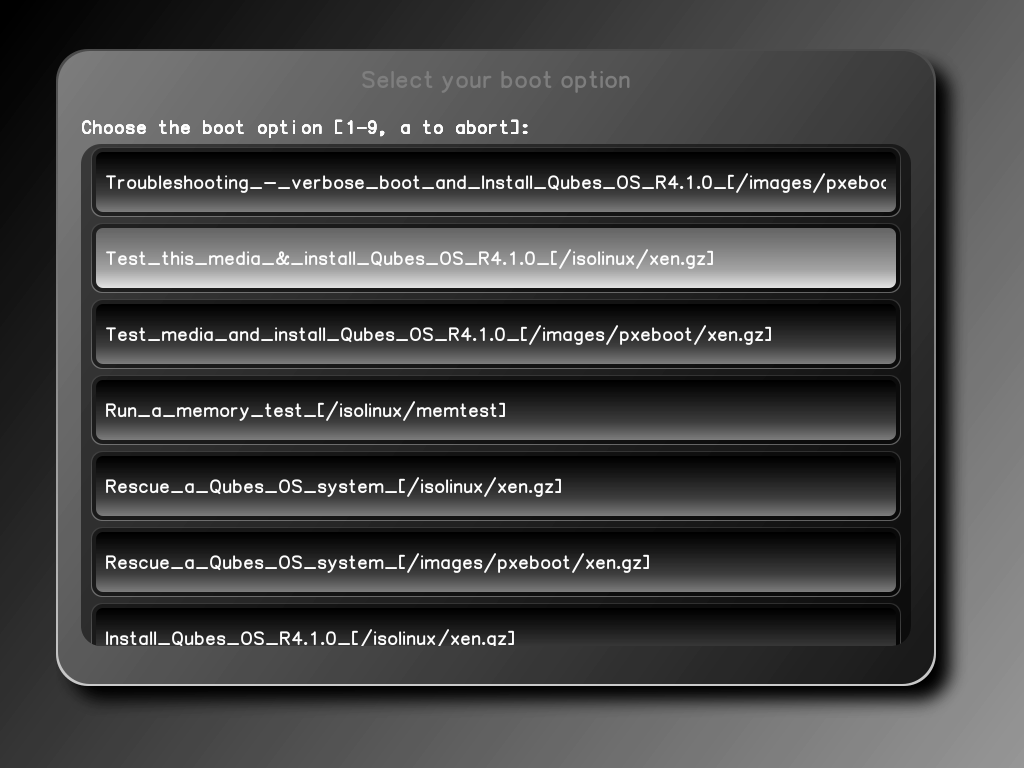 Select your boot option
Choose the boot option [1-9, a to abort]:
Troubleshooting_-_verbose_boot_and_Install_Qubes_OS_R4.1.0_[/images/pxeboo
Test_this_media_&_install_Qubes_OS_R4.1.0_[/isolinux/xen.gz]
Test_media_and_install_Qubes_OS_R4.1.0_[/images/pxeboot/xen.gz]
Run_a_memory_test_[/isolinux/memtest]
Rescue_a_Qubes_OS_system_[/isolinux/xen.gz]
Rescue_a_Qubes_OS_system_[/images/pxeboot/xen.gz]
Install_Qubes_OS_R4.1.0_[/isolinux/xen.gz]